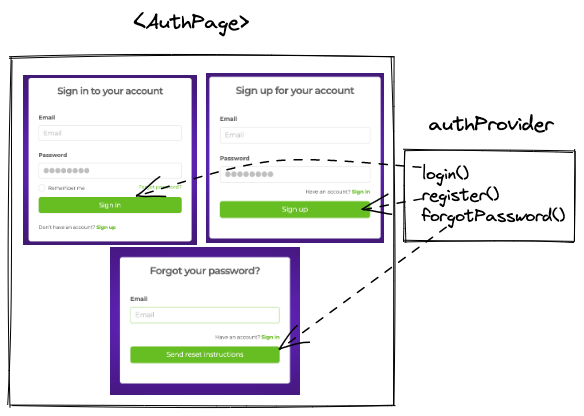 <AuthPage>
Sign in to your account
Email
Email
Password
Remember me
Forgot password?
Sign in
Don't have an account? Sign up
Sign up for your account
Email
Email
Password
Have an account? Sign in
Sign up
Forgot your password?
Email
Email
Have an account? Sign in
Send reset instructions
authProvider
login()
register()
forgotPassword()